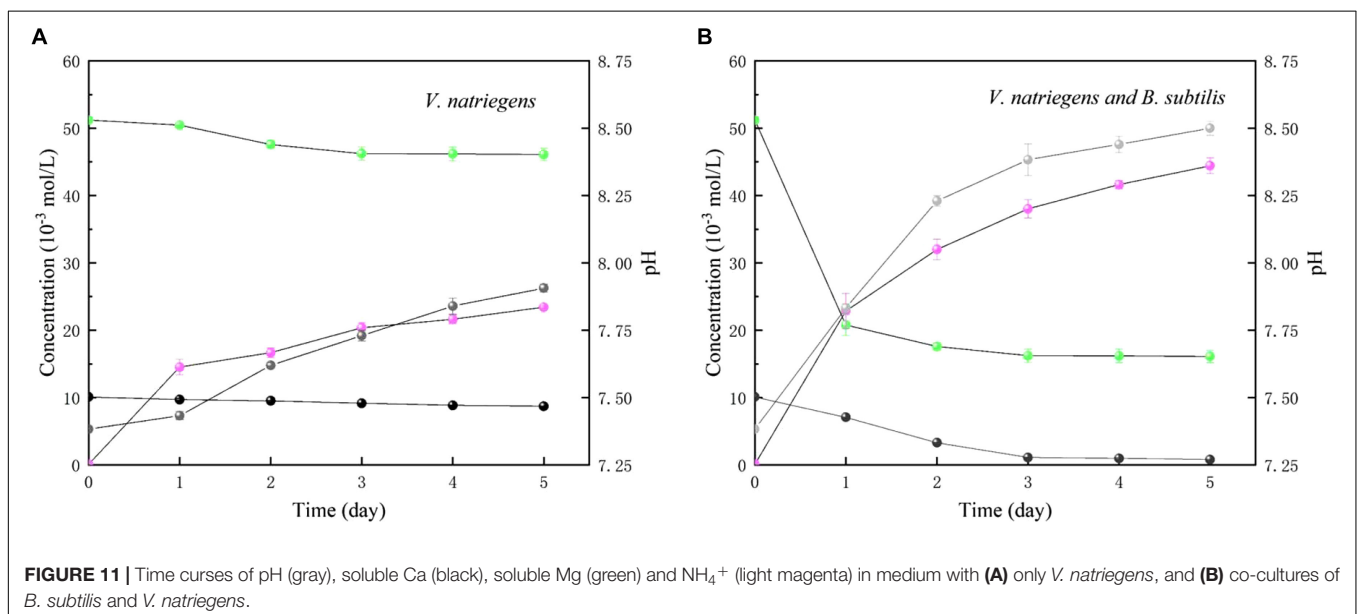 A
B
V. natriegens
V. natriegens and B. subtilis
60
50
40
30
20
10
0
Concentration (10⁻³ mol/L)
8.75
8.50
8.25
8.00
7.75
7.50
7.25
pH
0 1 2 3 4 5
Time (day)
60
50
40
30
20
10
0
Concentration (10⁻³ mol/L)
8.75
8.50
8.25
8.00
7.75
7.50
7.25
pH
0 1 2 3 4 5
Time (day)
FIGURE 11 | Time curses of pH (gray), soluble Ca (black), soluble Mg (green) and NH₄⁺ (light magenta) in medium with (A) only V. natriegens, and (B) co-cultures of
B. subtilis and V. natriegens.